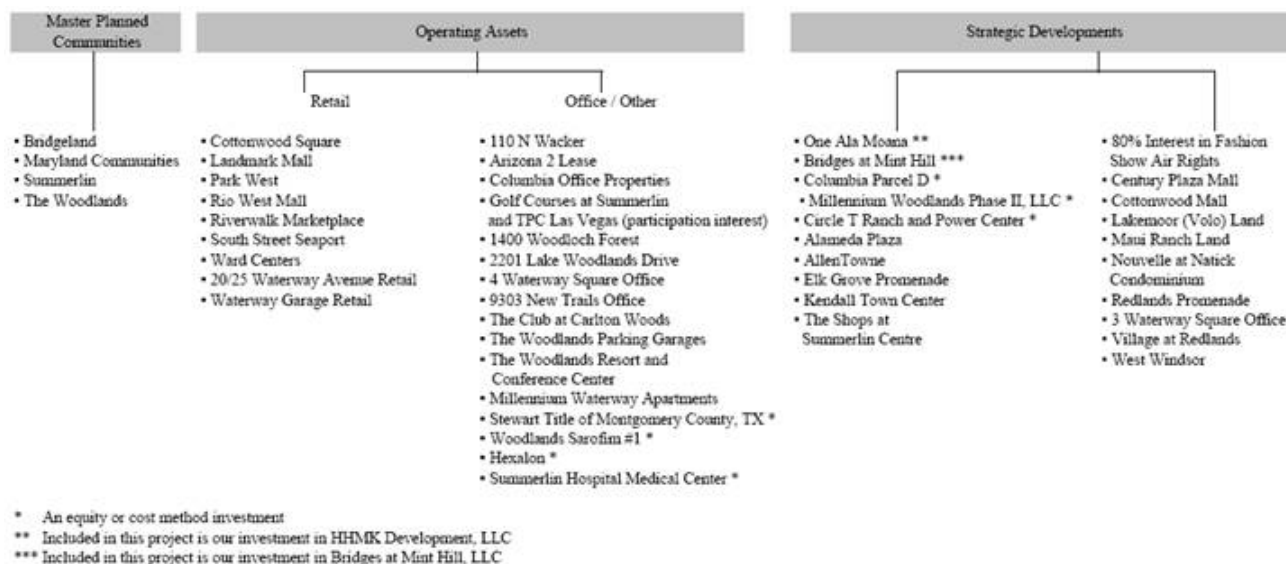 Master Planned
Communities
Operating Assets
Strategic Developments
Retail
Office / Other
• Bridgeland
• Maryland Communities
• Summerlin
• The Woodlands
• Cottonwood Square
• Landmark Mall
• Park West
• Rio West Mall
• Riverwalk Marketplace
• South Street Seaport
• Ward Centers
• 20/25 Waterway Avenue Retail
• Waterway Garage Retail
• 110 N Wacker
• Arizona 2 Lease
• Columbia Office Properties
• Golf Courses at Summerlin
and TPC Las Vegas (participation interest)
• 1400 Woodloch Forest
• 2201 Lake Woodlands Drive
• 4 Waterway Square Office
• 9303 New Trails Office
• The Club at Carlton Woods
• The Woodlands Parking Garages
• The Woodlands Resort and
Conference Center
• Millennium Waterway Apartments
• Stewart Title of Montgomery County, TX *
• Woodlands Sarofim #1 *
• Hexalon *
• Summerlin Hospital Medical Center *
• One Ala Moana **
• Bridges at Mint Hill ***
• Columbia Parcel D *
• Millennium Woodlands Phase II, LLC *
• Circle T Ranch and Power Center *
• Alameda Plaza
• AllenTowne
• Elk Grove Promenade
• Kendall Town Center
• The Shops at
Summerlin Centre
• 80% Interest in Fashion
Show Air Rights
• Century Plaza Mall
• Cottonwood Mall
• Lakemoor (Volo) Land
• Maui Ranch Land
• Nouvelle at Natick
Condominium
• Redlands Promenade
• 3 Waterway Square Office
• Village at Redlands
• West Windsor
* An equity or cost method investment
** Included in this project is our investment in HHMK Development, LLC
*** Included in this project is our investment in Bridges at Mint Hill, LLC